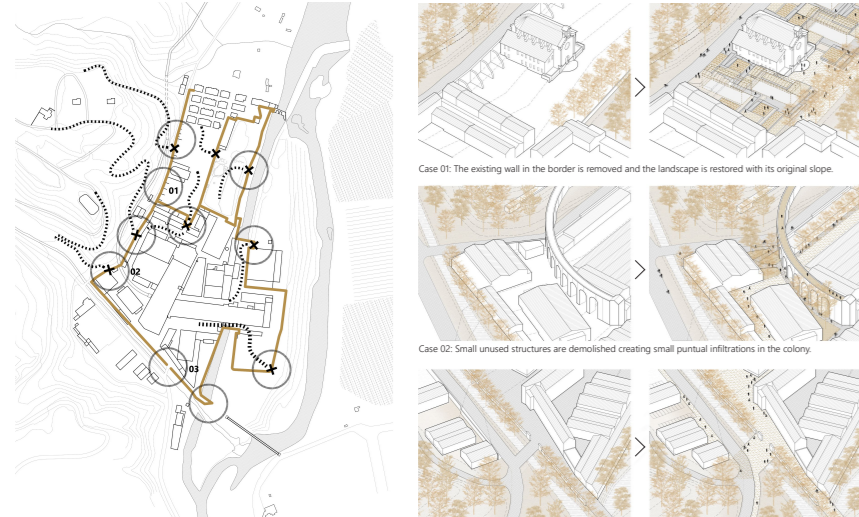 01
02
03
Case 01: The existing wall in the border is removed and the landscape is restored with its original slope.
Case 02: Small unused structures are demolished creating small puntual infiltrations in the colony.